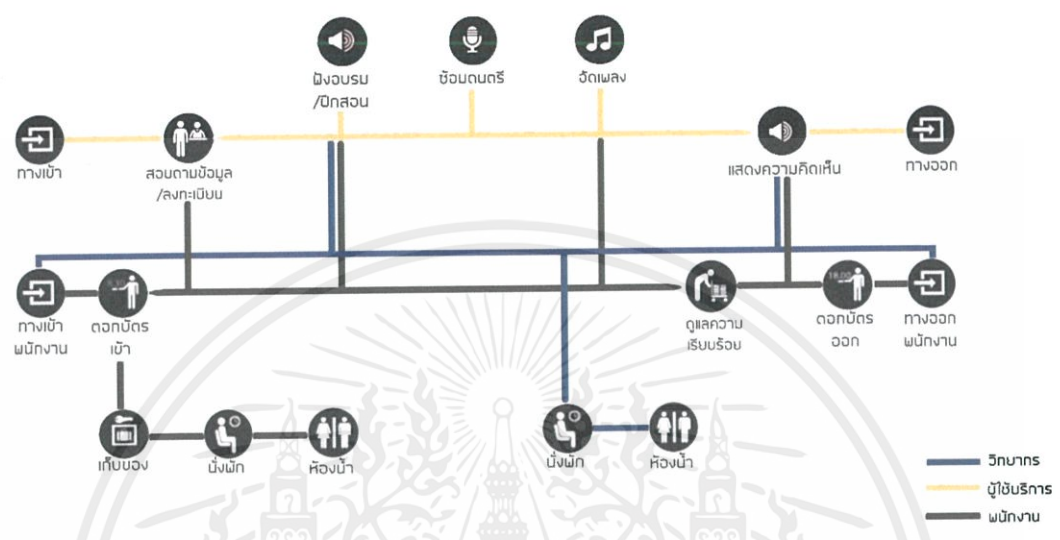 ฝังอบรม
/ฝึกสอน
ซ้อมดนตรี
อัดเพลง
ทางเข้า
สอบถามข้อมูล
/ลงทะเบียน
แสดงความคิดเห็น
ทางออก
ทางเข้า
พนักงาน
ตอกบัตร
เข้า
ดูแลความ
เรียบร้อย
18.00
ตอกบัตร
ออก
ทางออก
พนักงาน
เก็บของ
นั่งพัก
ห้องน้ำ
นั่งพัก
ห้องน้ำ
วิทยากร
ผู้ใช้บริการ
พนักงาน